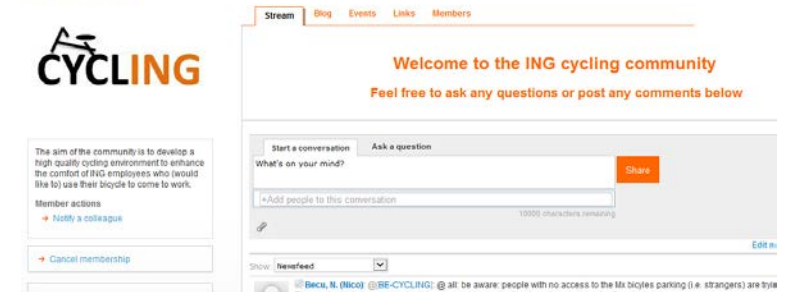 Stream Blog Events Links Members
CYCLING
Welcome to the ING cycling community
Feel free to ask any questions or post any comments below
The aim of the community is to develop a
high quality cycling environment to enhance
the comfort of ING employees who (would
like to) use their bicycle to come to work.
Member actions
Notify a colleague
Cancel membership
Start a conversation Ask a question
What's on your mind?
Share
+Add people to this conversation
10000 characters remaining
Edit
Show: Newsfeed
Becu, N. (Nico): @|BE-CYCLING|: @ all: be aware: people with no access to the Mx bicyles parking (i.e. strangers) are